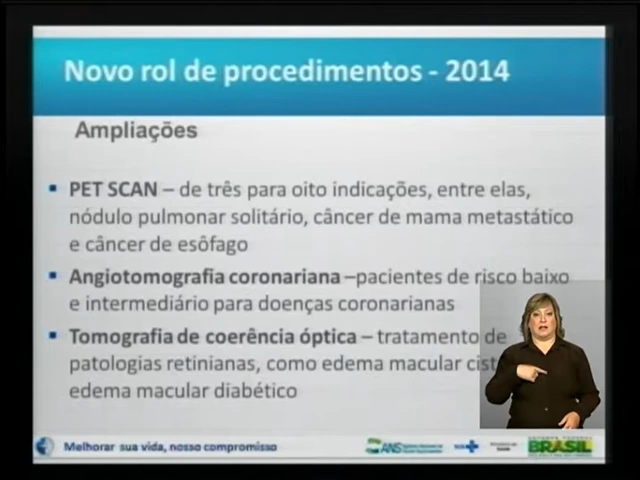 Novo rol de procedimentos - 2014
Ampliações
PET SCAN – de três para oito indicações, entre elas,
nódulo pulmonar solitário, câncer de mama metastático
e câncer de esôfago
Angiotomografia coronariana –pacientes de risco baixo
e intermediário para doenças coronarianas
Tomografia de coerência óptica – tratamento de
patologias retinianas, como edema macular
edema macular diabético
Melhorar sua vida, nosso compromisso
ANS
SUS
BRASIL